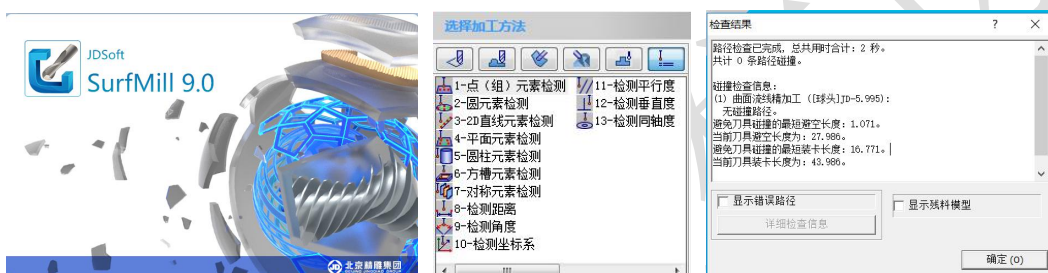 JDSoft
SurfMill 9.0
JD 北京精雕集团
选择加工方法
1-点（组）元素检测
2-圆元素检测
3-2D直线元素检测
4-平面元素检测
5-圆柱元素检测
6-方槽元素检测
7-对称元素检测
8-检测距离
9-检测角度
10-检测坐标系
11-检测平行度
12-检测垂直度
13-检测同轴度
检查结果
路径检查已完成，总共用时合计：2 秒。
共计 0 条路径碰撞。
碰撞检查信息：
(1) 曲面流线精加工（[球头]JD-5.995）：
无碰撞路径。
避免刀具碰撞的最短避空长度：1.071。
当前刀具避空长度为：27.986。
避免刀具碰撞的最短装卡长度：16.771。
当前刀具装卡长度为：43.986。
显示错误路径
显示残料模型
详细检查信息
确定(O)